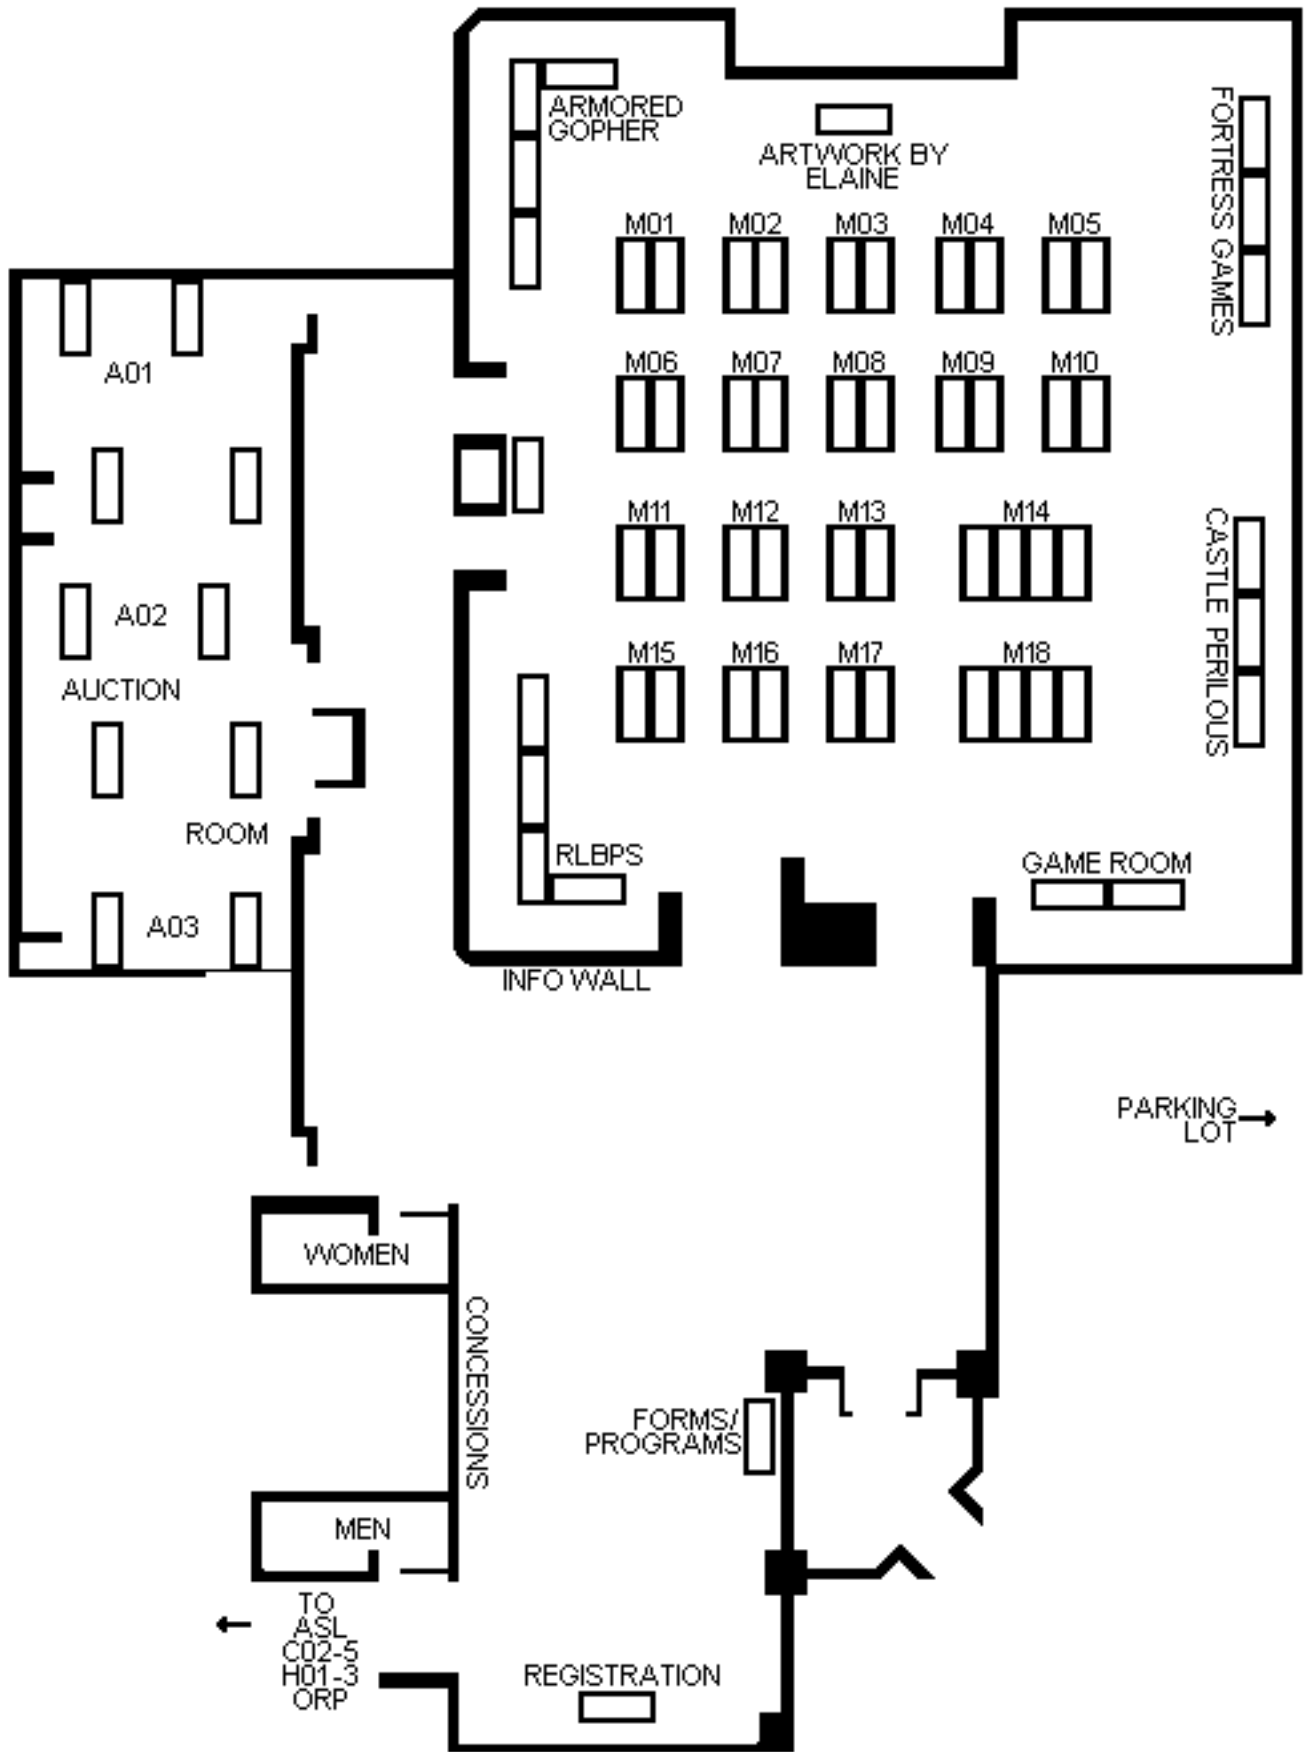 ARMORED
GOPHER
ARTWORK BY
ELAINE
FORTRESS GAMES
M01 M02 M03 M04 M05
A01
M06 M07 M08 M09 M10
M11 M12 M13 M14
CASTLE PERILOUS
A02
M15 M16 M17 M18
AUCTION
ROOM
RLBPS
GAME ROOM
A03
INFO WALL
PARKING
LOT
WOMEN
CONCESSIONS
FORMS/
PROGRAMS
MEN
TO
ASL
C02-5
H01-3
ORP
REGISTRATION